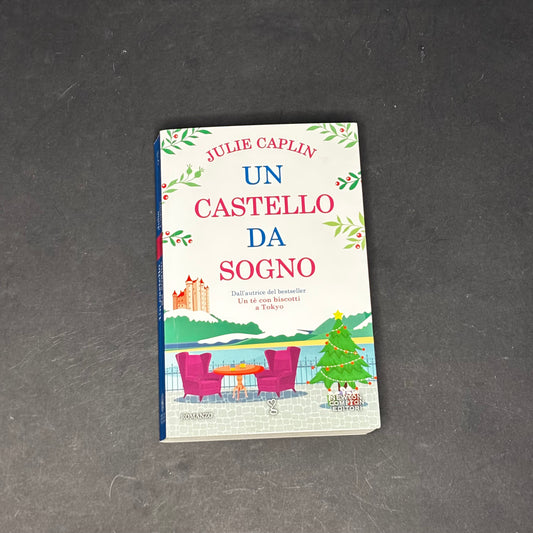 JULIE CAPLIN
UN
CASTELLO
DA
SOGNO
Dall'autrice del bestseller
Un tè con biscotti
a Tokyo
ROMANZO
NEWTON
COMPTON
EDITORI